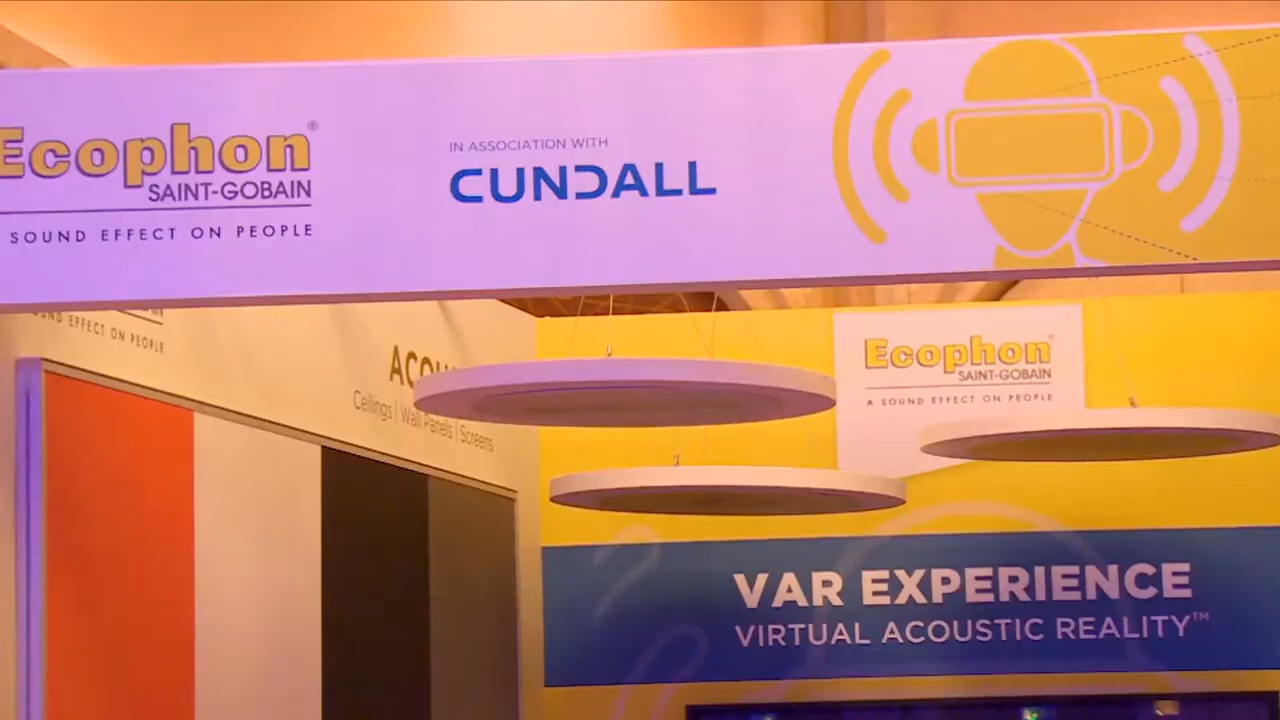 Ecophon®
SAINT-GOBAIN
SOUND EFFECT ON PEOPLE
IN ASSOCIATION WITH
CUNDALL
EFFECT ON PEOPLE
Ceilings | Wall Panels | Screens
Ecophon®
SAINT-GOBAIN
A SOUND EFFECT ON PEOPLE
VAR EXPERIENCE
VIRTUAL ACOUSTIC REALITY™